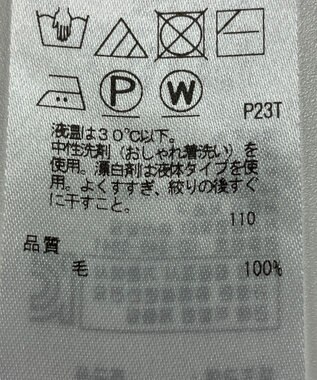 P W
P23T
液温は30℃以下。
中性洗剤（おしゃれ着洗い）を
使用。漂白剤は液体タイプを使
用。よくすすぎ、絞りの後すぐ
に干すこと。
110
品質
毛 100%